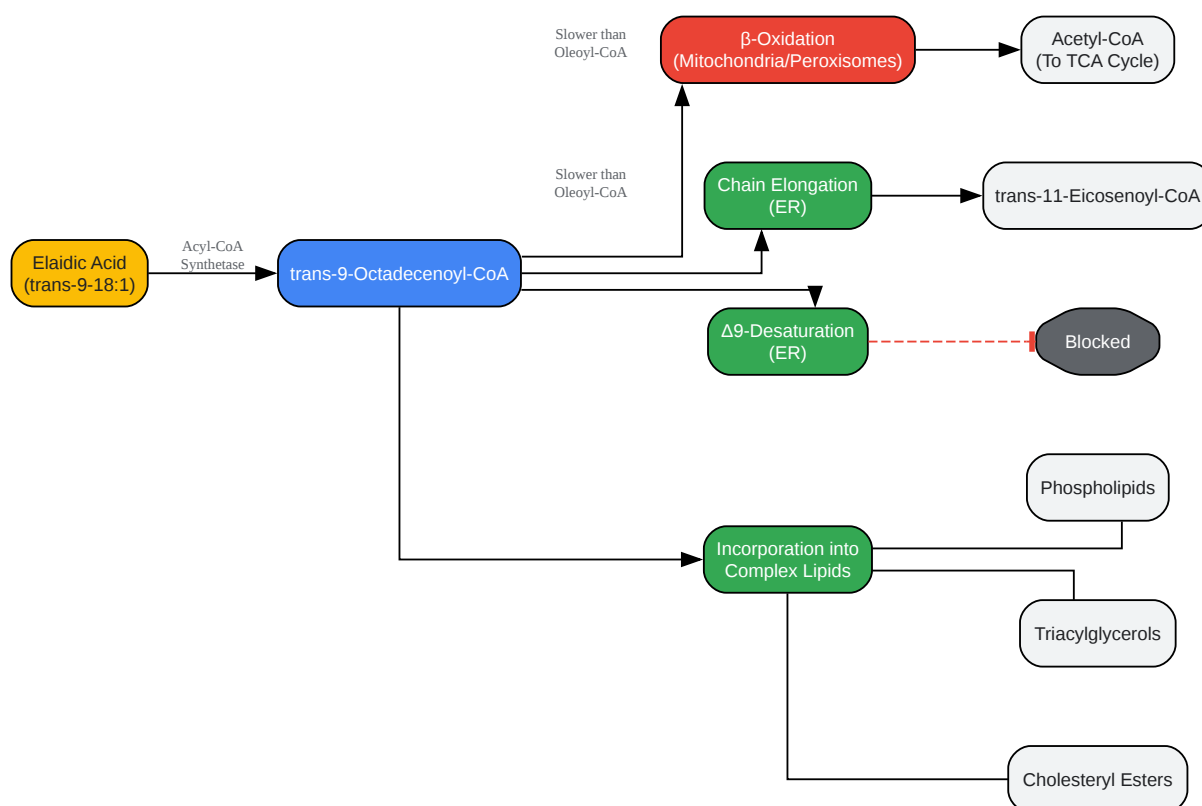 Slower than
Oleoyl-CoA
β-Oxidation
(Mitochondria/Peroxisomes)
Acetyl-CoA
(To TCA Cycle)
Slower than
Oleoyl-CoA
Chain Elongation
(ER)
trans-11-Eicosenoyl-CoA
Elaidic Acid
(trans-9-18:1)
Acyl-CoA
Synthetase
trans-9-Octadecenoyl-CoA
Δ9-Desaturation
(ER)
Blocked
Phospholipids
Incorporation into
Complex Lipids
Triacylglycerols
Cholesteryl Esters